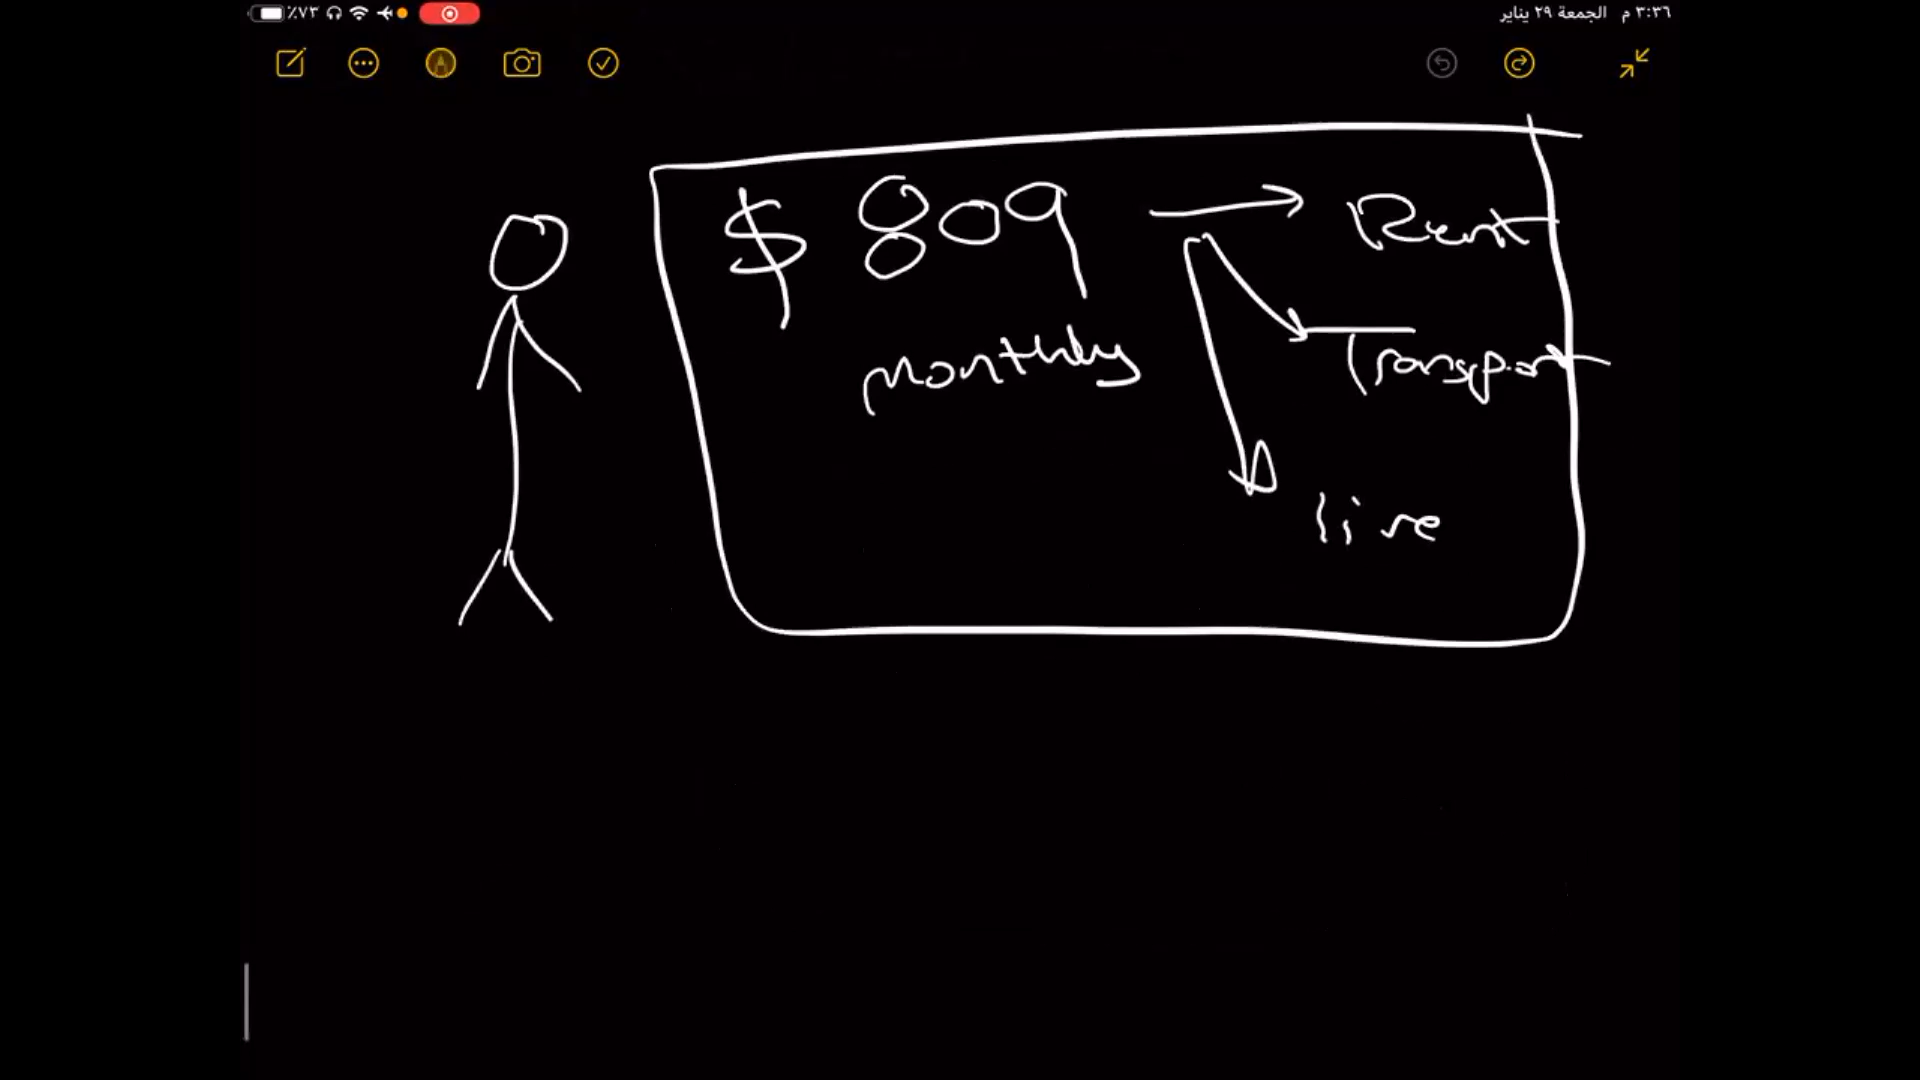 ٪٧٣
٣:٣٦ م الجمعة ٢٩ يناير
$ 809 Rent
monthly Transport
live